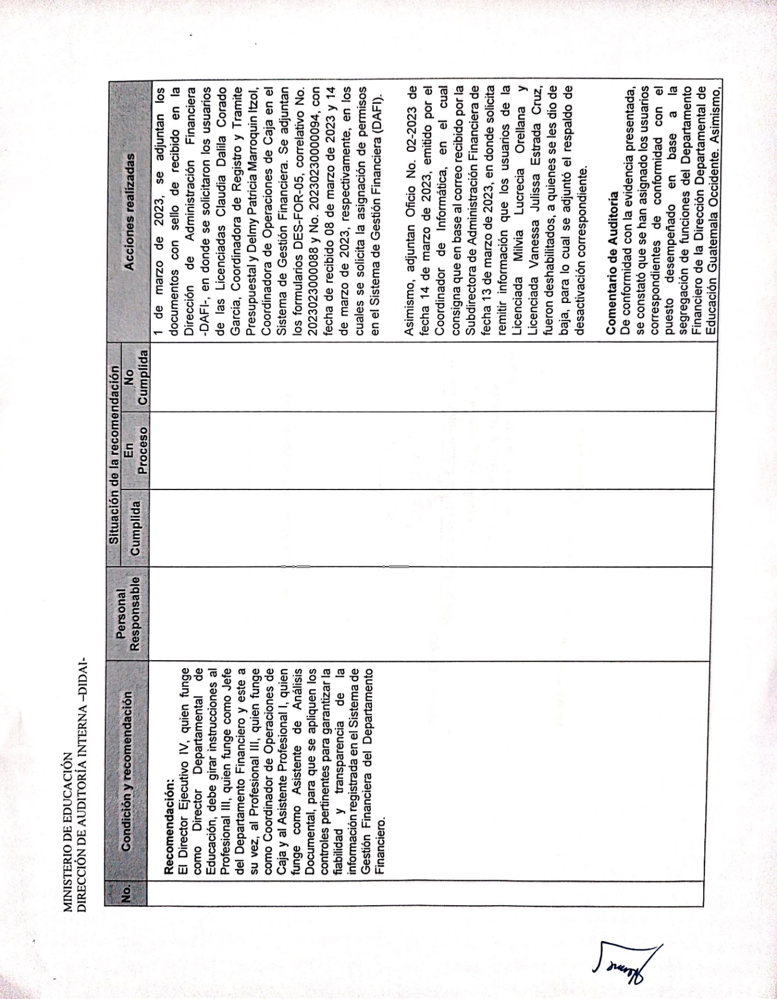 MINISTERIO DE EDUCACIÓN
DIRECCIÓN DE AUDITORÍA INTERNA –DIDAI-
No.
Condición y recomendación
Personal
Responsable
Situación de la recomendación
Cumplida
En
Proceso
No
Cumplida
Acciones realizadas
Recomendación:
El Director Ejecutivo IV, quien funge
como Director Departamental de
Educación, debe girar instrucciones al
Profesional III, quien funge como Jefe
del Departamento Financiero y este a
su vez, al Profesional III, quien funge
como Coordinador de Operaciones de
Caja y al Asistente Profesional I, quien
funge como Asistente de Análisis
Documental, para que se apliquen los
controles pertinentes para garantizar la
fiabilidad y transparencia de la
información registrada en el Sistema de
Gestión Financiera del Departamento
Financiero.
1 de marzo de 2023, se adjuntan los
documentos con sello de recibido en la
Dirección de Administración Financiera
-DAFI-, en donde se solicitaron los usuarios
de las Licenciadas Claudia Dalila Corado
García, Coordinadora de Registro y Tramite
Presupuestal y Delmy Patricia Marroquin Itzol,
Coordinadora de Operaciones de Caja en el
Sistema de Gestión Financiera. Se adjuntan
los formularios DES-FOR-05, correlativo No.
2023023000088 y No. 2023023000094, con
fecha de recibido 08 de marzo de 2023 y 14
de marzo de 2023, respectivamente, en los
cuales se solicita la asignación de permisos
en el Sistema de Gestión Financiera (DAFI).
Asimismo, adjuntan Oficio No. 02-2023 de
fecha 14 de marzo de 2023, emitido por el
Coordinador de Informática, en el cual
consigna que en base al correo recibido por la
Subdirectora de Administración Financiera de
fecha 13 de marzo de 2023, en donde solicita
remitir información que los usuarios de la
Licenciada Milvia Lucrecia Orellana y
Licenciada Vanessa Julissa Estrada Cruz,
fueron deshabilitados, a quienes se les dio de
baja, para lo cual se adjuntó el respaldo de
desactivación correspondiente.
Comentario de Auditoría
De conformidad con la evidencia presentada,
se constató que se han asignado los usuarios
correspondientes de conformidad con el
puesto desempeñado en base a la
segregación de funciones del Departamento
Financiero de la Dirección Departamental de
Educación Guatemala Occidente. Asimismo,